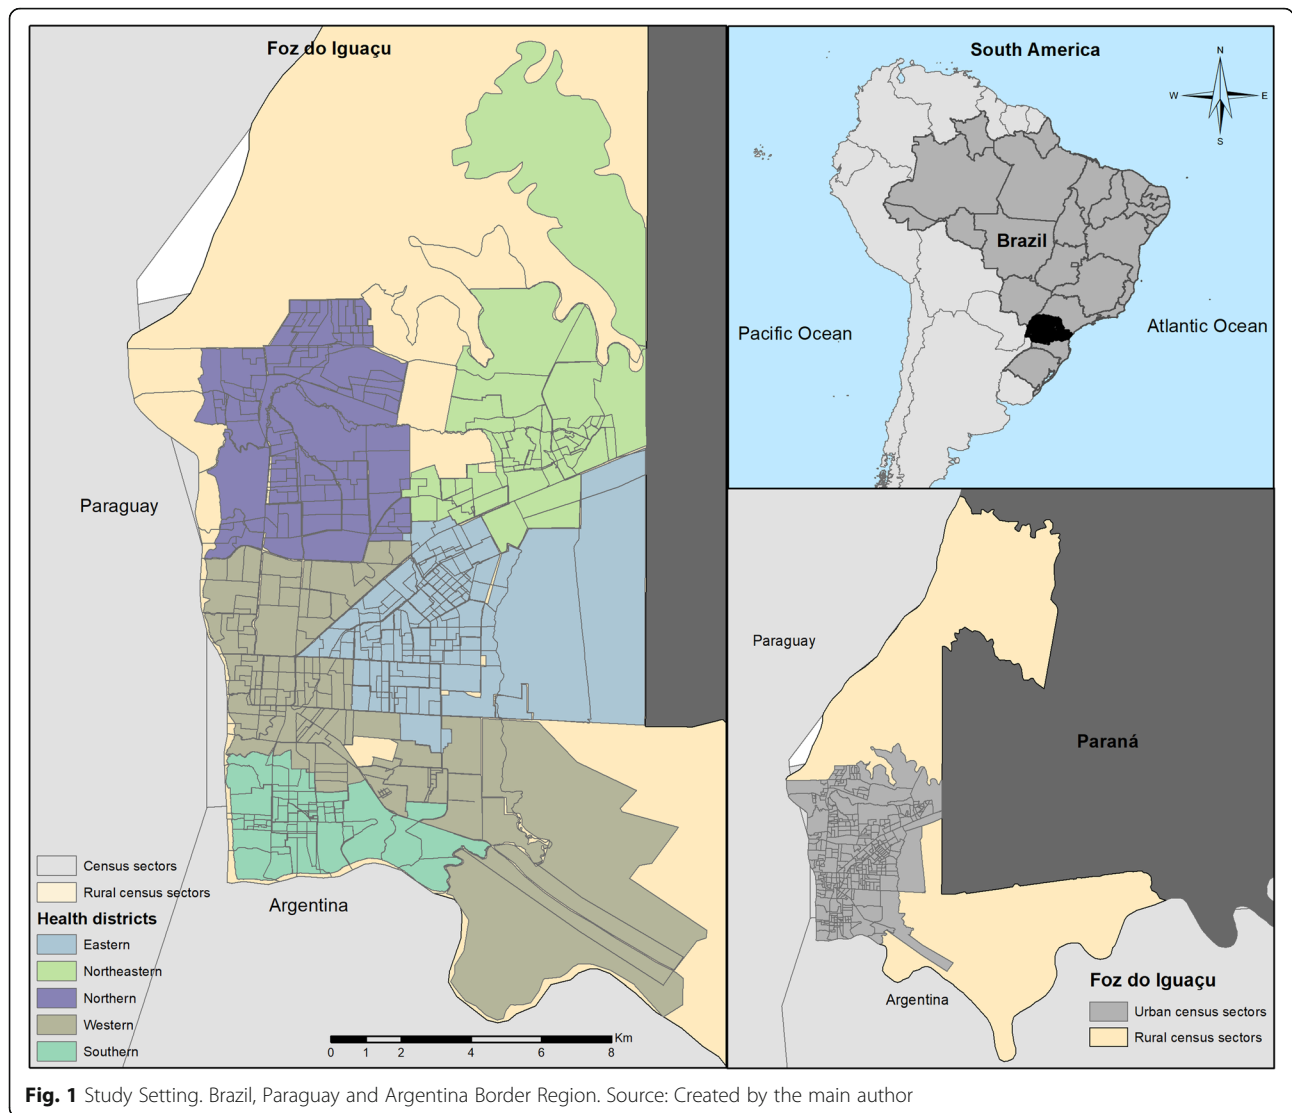 Foz do Iguaçu
Paraguay
Argentina
Census sectors
Rural census sectors
Health districts
Eastern
Northeastern
Northern
Western
Southern
0 1 2 4 6 8 Km
South America
N
W E
S
Brazil
Pacific Ocean
Atlantic Ocean
Paraguay
Paraná
Argentina
Foz do Iguaçu
Urban census sectors
Rural census sectors
Fig. 1 Study Setting. Brazil, Paraguay and Argentina Border Region. Source: Created by the main author